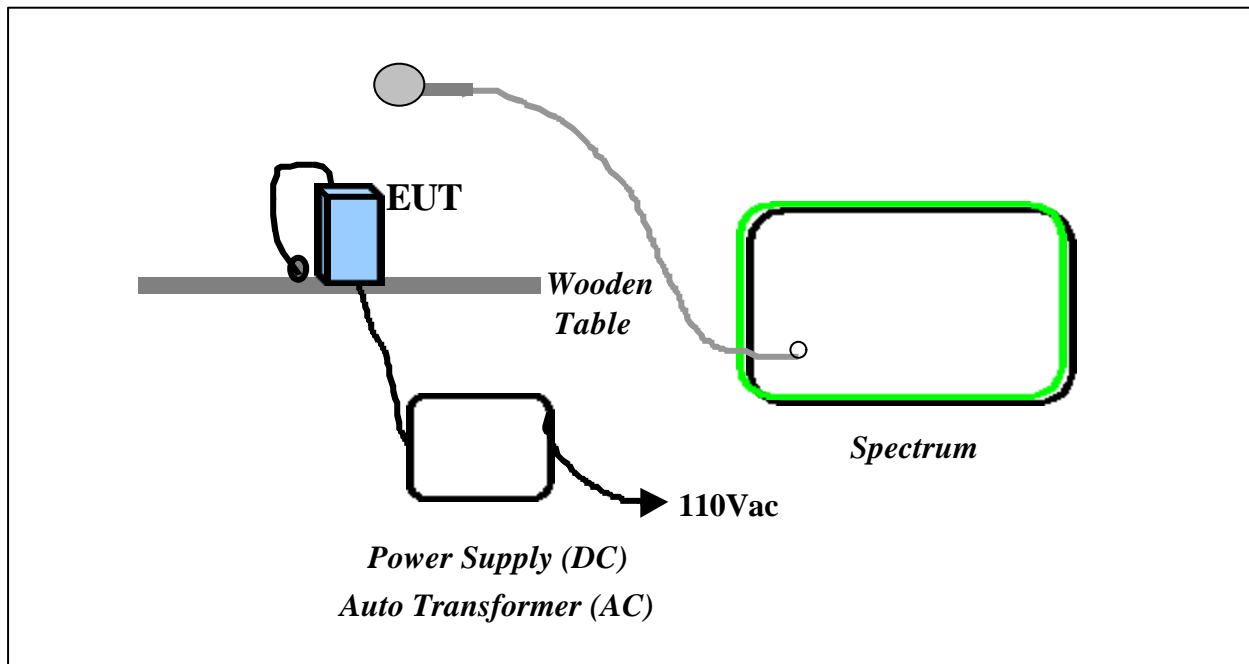 EUT
Wooden
Table
Spectrum
110Vac
Power Supply (DC)
Auto Transformer (AC)